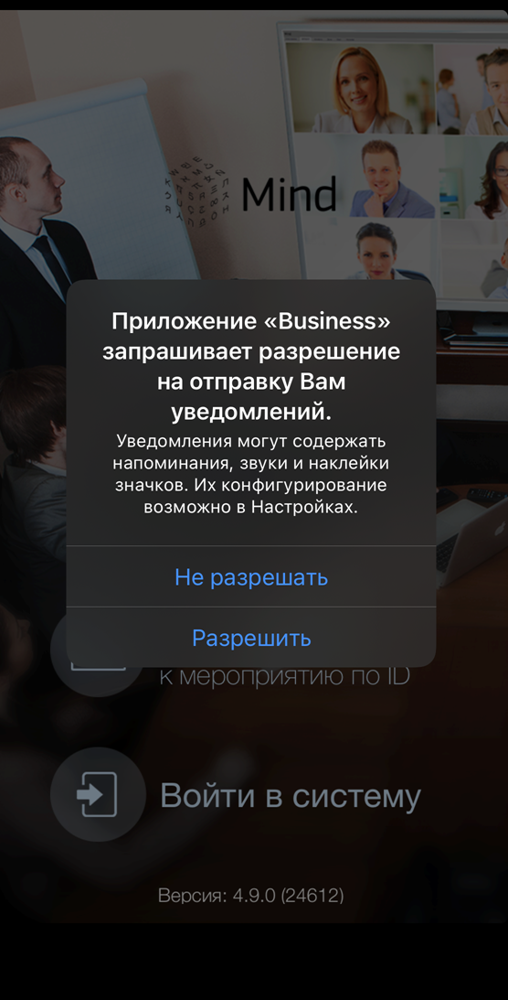 Mind
Приложение «Business»
запрашивает разрешение
на отправку Вам
уведомлений.
Уведомления могут содержать
напоминания, звуки и наклейки
значков. Их конфигурирование
возможно в Настройках.
Не разрешать
Разрешить
к мероприятию по ID
Войти в систему
Версия: 4.9.0 (24612)